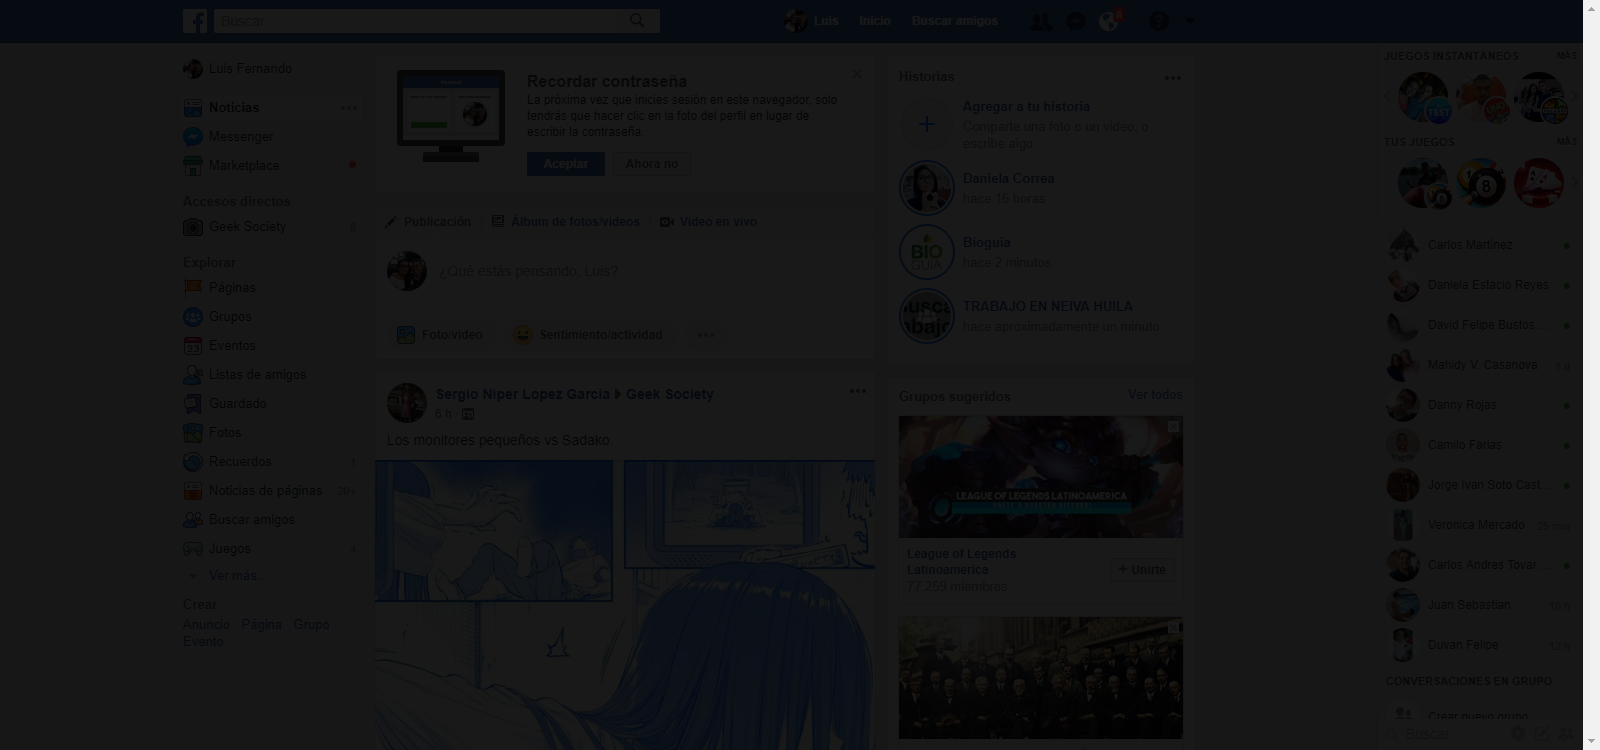 Buscar
Luis
Inicio
Buscar amigos
Luis Fernando
Noticias
Messenger
Marketplace
Accesos directos
Geek Society
Explorar
Páginas
Grupos
Eventos
Listas de amigos
Guardado
Fotos
Recuerdos
1
Noticias de páginas
20+
Buscar amigos
Juegos
4
Ver más...
Crear
Anuncio Página Grupo
Evento
Recordar contraseña
La próxima vez que inicies sesión en este navegador, solo
tendrás que hacer clic en la foto del perfil en lugar de
escribir la contraseña.
Aceptar
Ahora no
Publicación
Álbum de fotos/videos
Video en vivo
¿Qué estás pensando, Luis?
Foto/video
Sentimiento/actividad
Sergio Niper Lopez Garcia
Geek Society
6 h
Los monitores pequeños vs Sadako.
Historias
Agregar a tu historia
Comparte una foto o un video, o
escribe algo
Daniela Correa
hace 16 horas
BIO
GUIA
Bioguia
hace 2 minutos
TRABAJO EN NEIVA HUILA
hace aproximadamente un minuto
Grupos sugeridos
Ver todos
LEAGUE OF LEGENDS LATINOAMERICA
League of Legends
Latinoamerica
77.259 miembros
+ Unirte
JUEGOS INSTANTÁNEOS
MÁS
TEST
TUS JUEGOS
MÁS
8
Carlos Martinez
Daniela Estacio Reyes
David Felipe Bustos...
Mahidy V. Casanova
Danny Rojas
Camilo Farias
Jorge Ivan Soto Cast...
Veronica Mercado
25 min
Carlos Andres Tovar...
Juan Sebastian
Duvan Felipe
CONVERSACIONES EN GRUPO
Crear nuevo grupo
Buscar